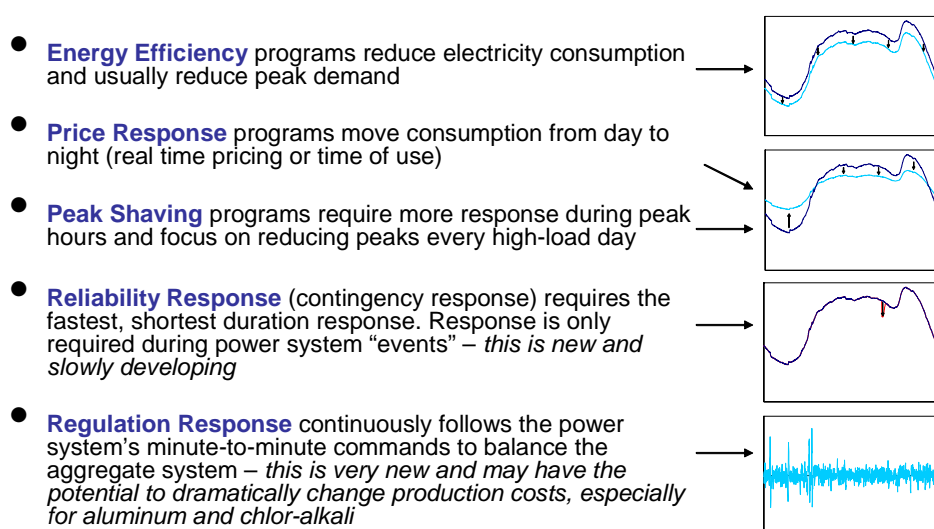 Energy Efficiency programs reduce electricity consumption
and usually reduce peak demand
Price Response programs move consumption from day to
night (real time pricing or time of use)
Peak Shaving programs require more response during peak
hours and focus on reducing peaks every high-load day
Reliability Response (contingency response) requires the
fastest, shortest duration response. Response is only
required during power system “events” – this is new and
slowly developing
Regulation Response continuously follows the power
system’s minute-to-minute commands to balance the
aggregate system – this is very new and may have the
potential to dramatically change production costs, especially
for aluminum and chlor-alkali